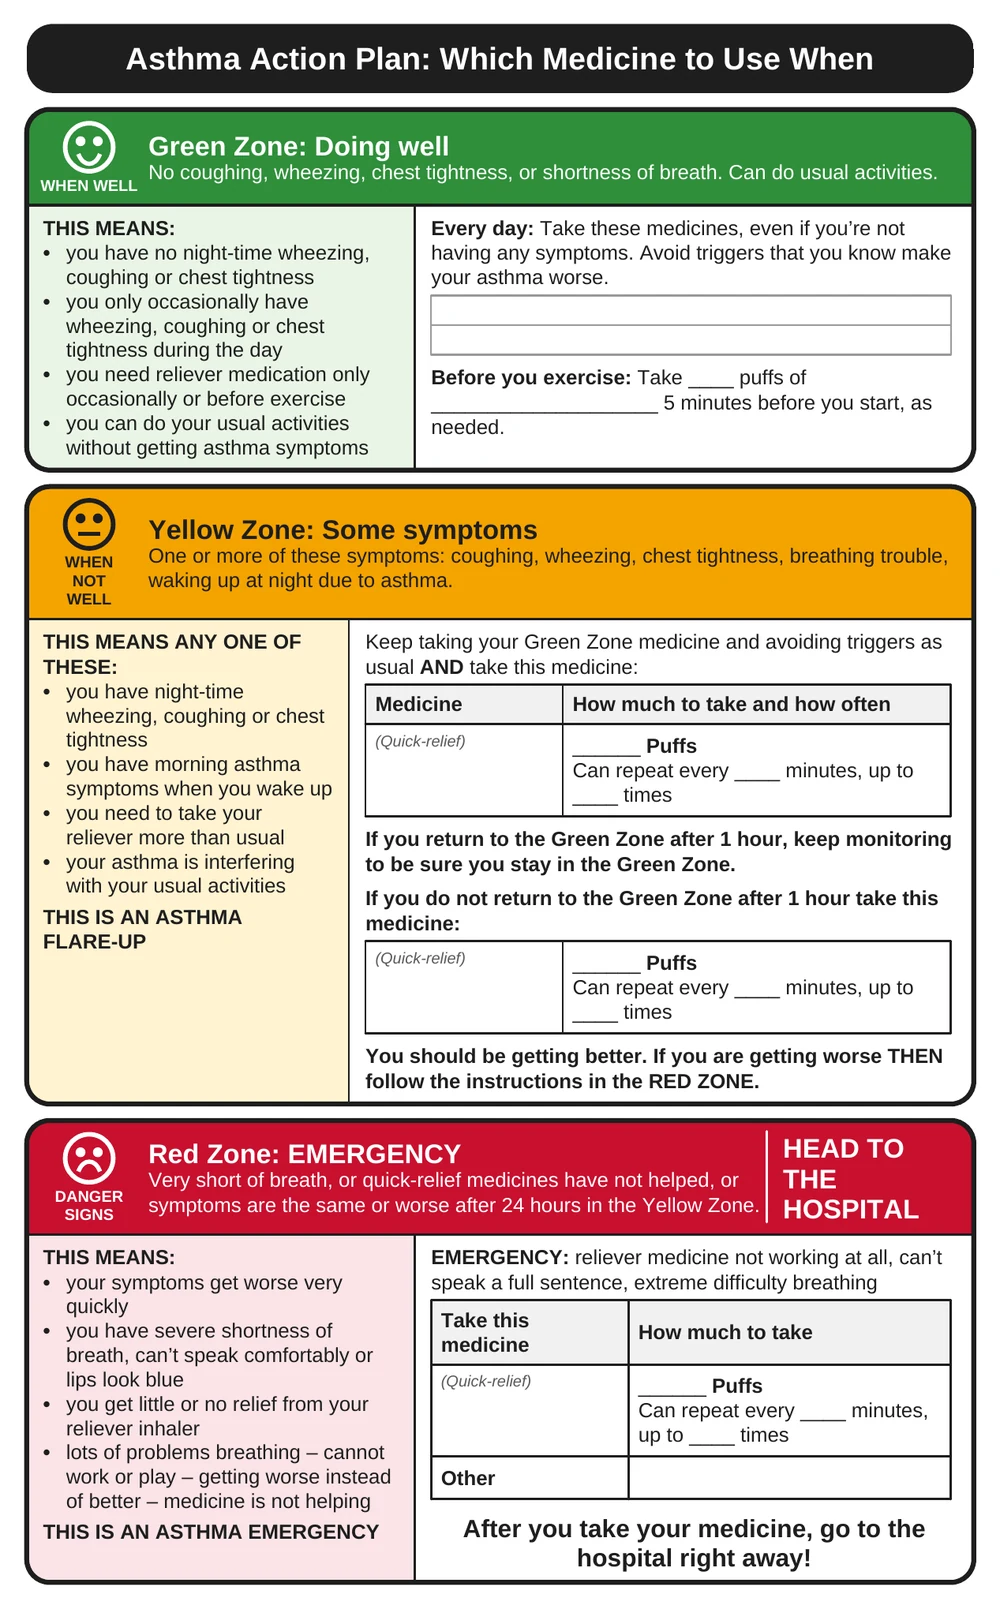 Asthma Action Plan: Which Medicine to Use When
WHEN WELL
Green Zone: Doing well
No coughing, wheezing, chest tightness, or shortness of breath. Can do usual activities.
THIS MEANS:
• you have no night-time wheezing,
coughing or chest tightness
• you only occasionally have
wheezing, coughing or chest
tightness during the day
• you need reliever medication only
occasionally or before exercise
• you can do your usual activities
without getting asthma symptoms
Every day: Take these medicines, even if you’re not
having any symptoms. Avoid triggers that you know make
your asthma worse.
Before you exercise: Take ____ puffs of
____________________ 5 minutes before you start, as
needed.
WHEN
NOT
WELL
Yellow Zone: Some symptoms
One or more of these symptoms: coughing, wheezing, chest tightness, breathing trouble,
waking up at night due to asthma.
THIS MEANS ANY ONE OF
THESE:
• you have night-time
wheezing, coughing or chest
tightness
• you have morning asthma
symptoms when you wake up
• you need to take your
reliever more than usual
• your asthma is interfering
with your usual activities
THIS IS AN ASTHMA
FLARE-UP
Keep taking your Green Zone medicine and avoiding triggers as
usual AND take this medicine:
Medicine
How much to take and how often
(Quick-relief)
______ Puffs
Can repeat every ____ minutes, up to
____ times
If you return to the Green Zone after 1 hour, keep monitoring
to be sure you stay in the Green Zone.
If you do not return to the Green Zone after 1 hour take this
medicine:
(Quick-relief)
______ Puffs
Can repeat every ____ minutes, up to
____ times
You should be getting better. If you are getting worse THEN
follow the instructions in the RED ZONE.
DANGER
SIGNS
Red Zone: EMERGENCY
Very short of breath, or quick-relief medicines have not helped, or
symptoms are the same or worse after 24 hours in the Yellow Zone.
HEAD TO
THE
HOSPITAL
THIS MEANS:
• your symptoms get worse very
quickly
• you have severe shortness of
breath, can’t speak comfortably or
lips look blue
• you get little or no relief from your
reliever inhaler
• lots of problems breathing – cannot
work or play – getting worse instead
of better – medicine is not helping
THIS IS AN ASTHMA EMERGENCY
EMERGENCY: reliever medicine not working at all, can’t
speak a full sentence, extreme difficulty breathing
Take this
medicine
How much to take
(Quick-relief)
______ Puffs
Can repeat every ____ minutes,
up to ____ times
Other
After you take your medicine, go to the
hospital right away!